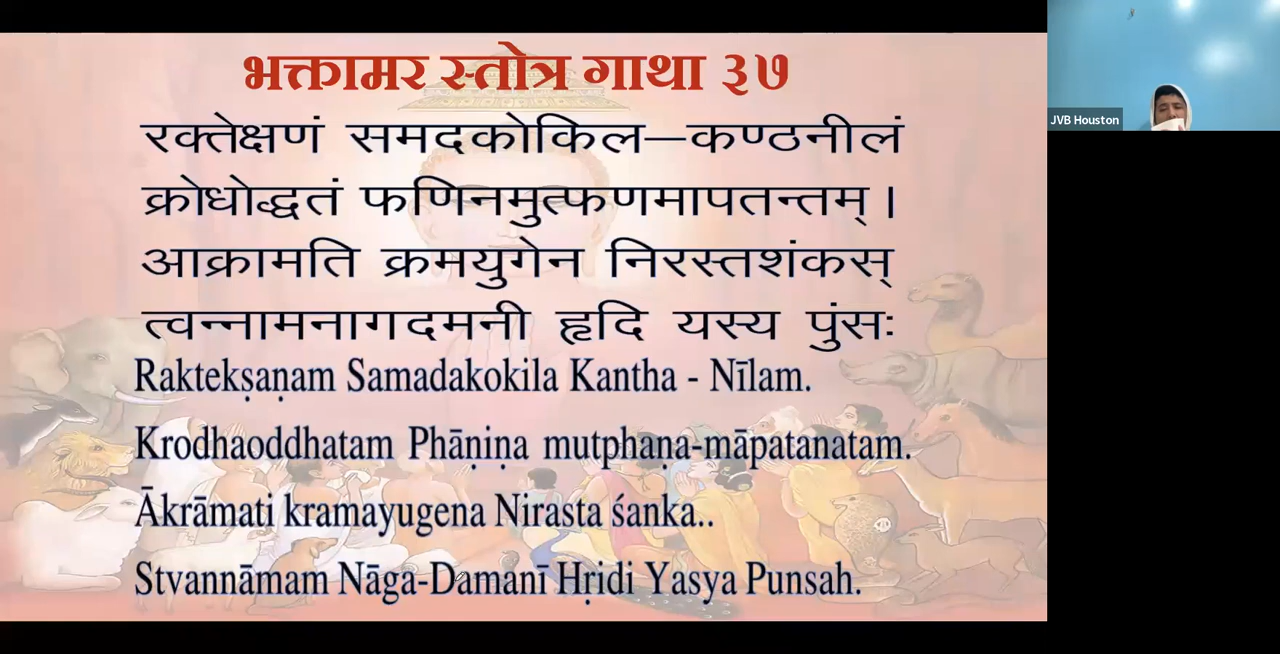 भक्तामर स्तोत्र गाथा ३७
रक्तेक्षणं समदकोकिल–कण्ठनीलं
क्रोधोद्धतं फणिनमुत्फणमापतन्तम् ।
आक्रामति क्रमयुगेन निरस्तशंकस्
त्वन्नामनागदमनी हृदि यस्य पुंसः
Raktekṣaṇam Samadakokila Kantha - Nīlam.
Krodhaoddhatam Phāṇiṇa mutphaṇa-māpatanatam.
Ākrāmati kramayugena Nirasta śanka..
Stvannāmam Nāga-Damanī Hṛidi Yasya Punsah.
JVB Houston